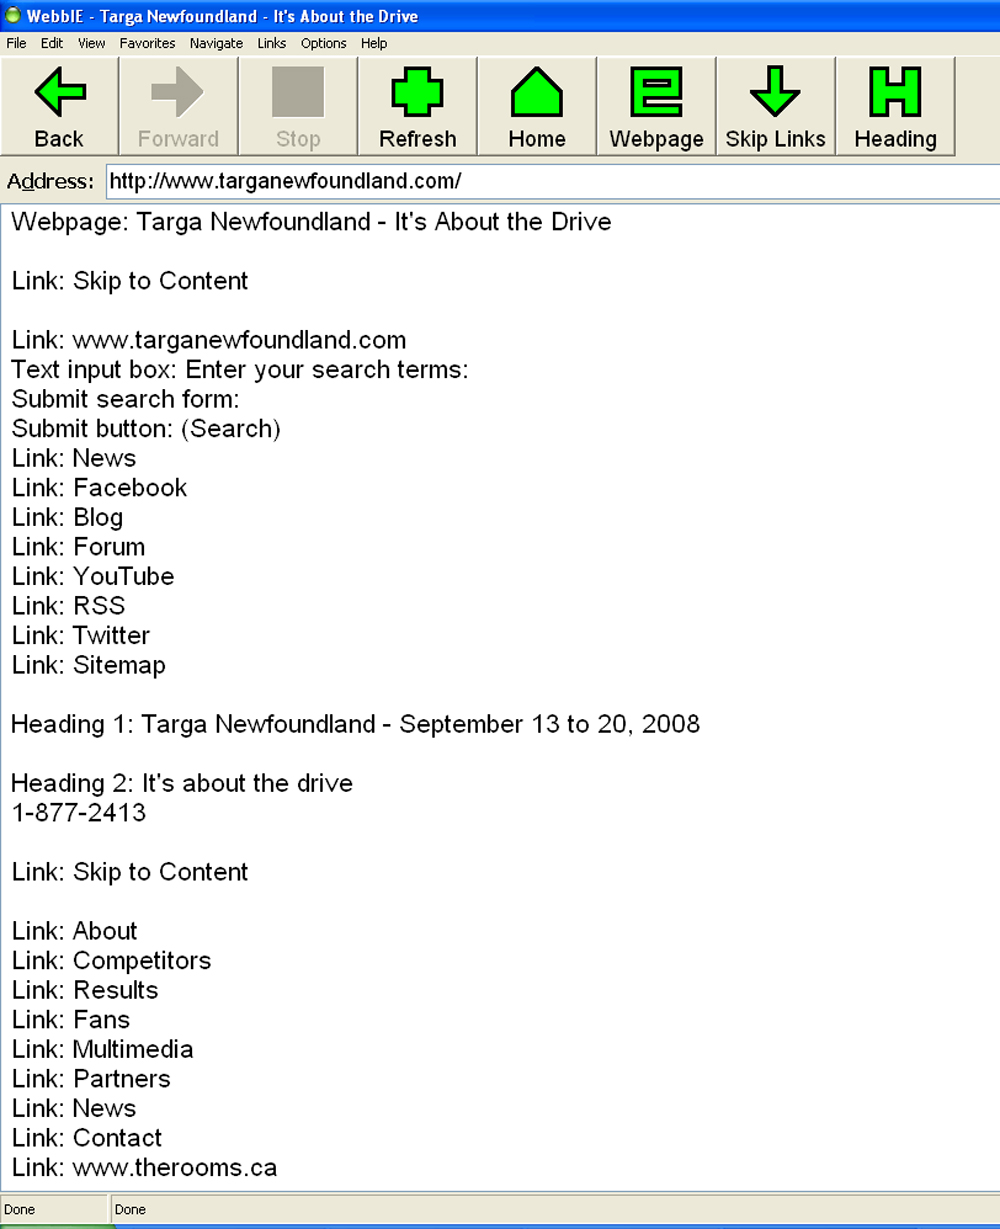 WebbIE - Targa Newfoundland - It's About the Drive
File Edit View Favorites Navigate Links Options Help
Back Forward Stop Refresh Home Webpage Skip Links Heading
Address: http://www.targanewfoundland.com/
Webpage: Targa Newfoundland - It's About the Drive
Link: Skip to Content
Link: www.targanewfoundland.com
Text input box: Enter your search terms:
Submit search form:
Submit button: (Search)
Link: News
Link: Facebook
Link: Blog
Link: Forum
Link: YouTube
Link: RSS
Link: Twitter
Link: Sitemap
Heading 1: Targa Newfoundland - September 13 to 20, 2008
Heading 2: It's about the drive
1-877-2413
Link: Skip to Content
Link: About
Link: Competitors
Link: Results
Link: Fans
Link: Multimedia
Link: Partners
Link: News
Link: Contact
Link: www.therooms.ca
Done Done